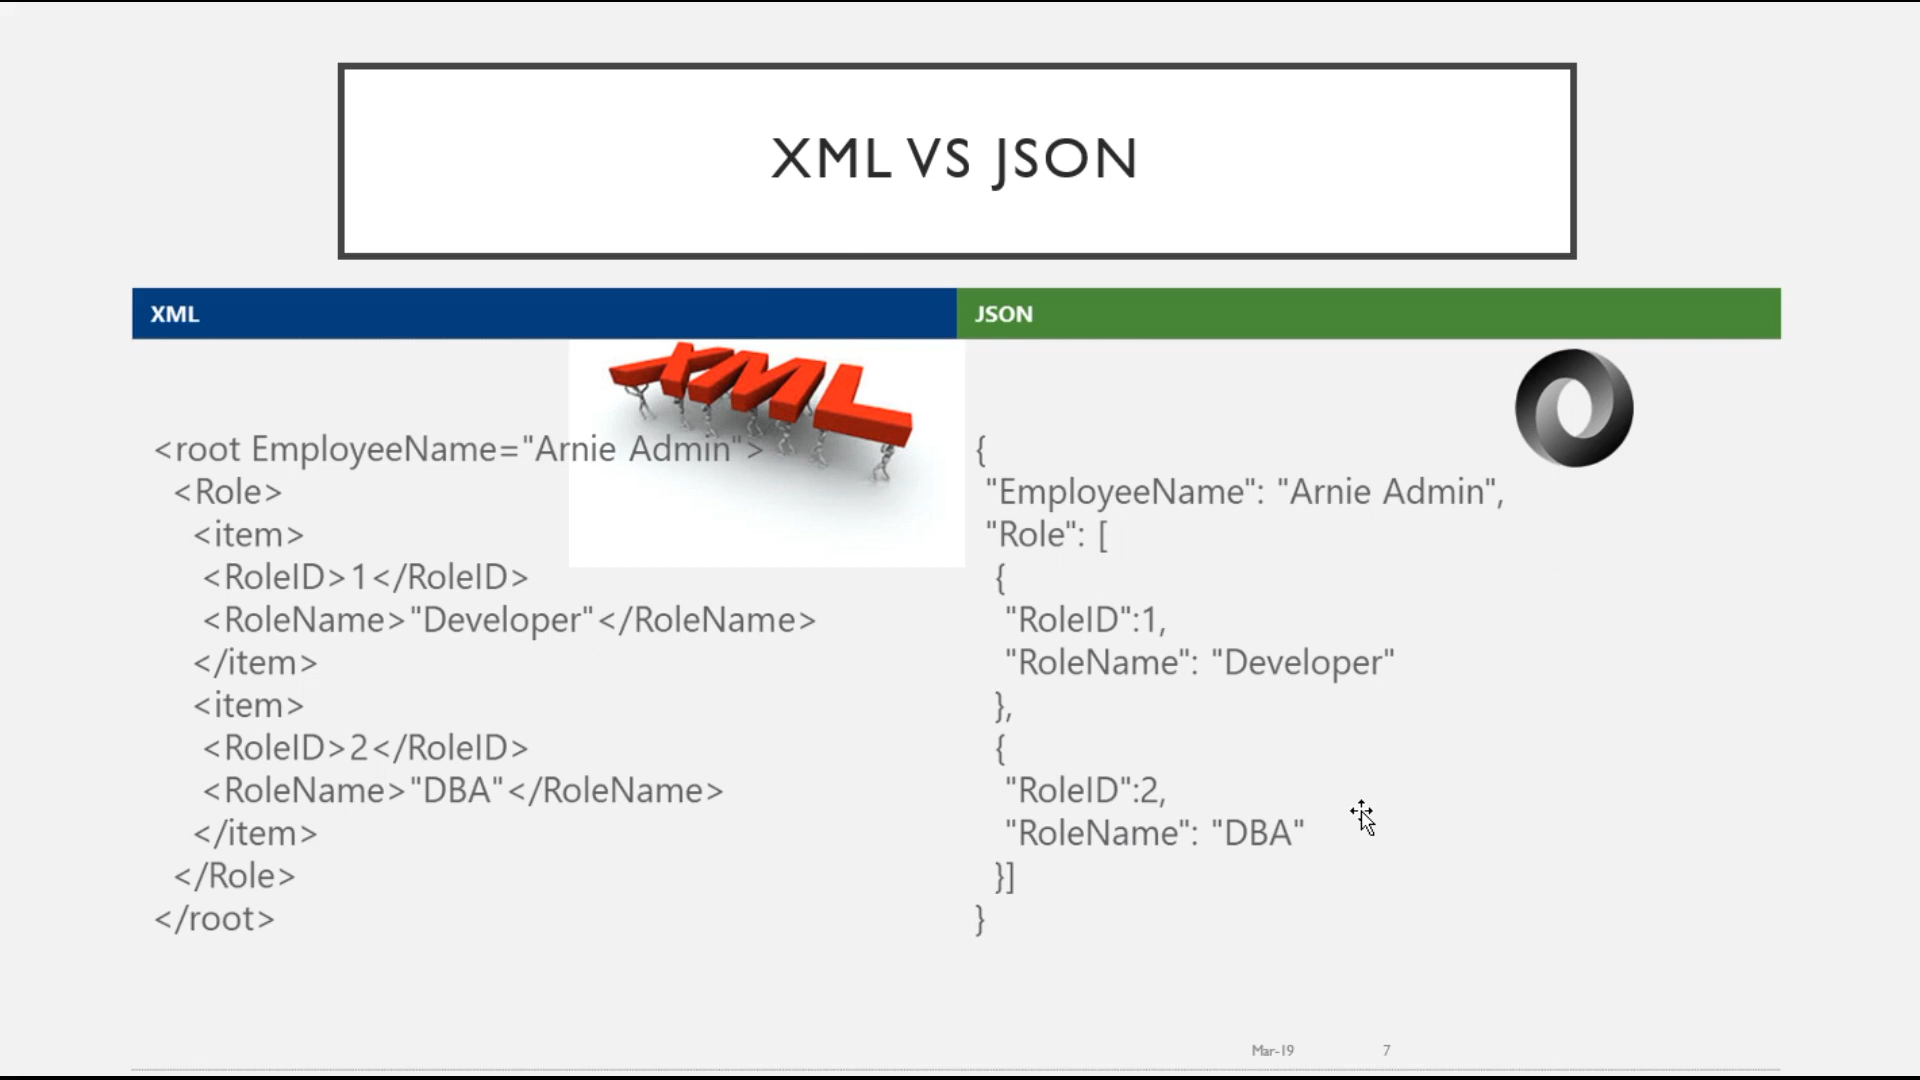 XML VS JSON
XML
JSON
XML
<root EmployeeName="Arnie Admin">
<Role>
<item>
<RoleID>1</RoleID>
<RoleName>"Developer"</RoleName>
</item>
<item>
<RoleID>2</RoleID>
<RoleName>"DBA"</RoleName>
</item>
</Role>
</root>
{
"EmployeeName": "Arnie Admin",
"Role": [
{
"RoleID":1,
"RoleName": "Developer"
},
{
"RoleID":2,
"RoleName": "DBA"
}]
}
Mar-19
7